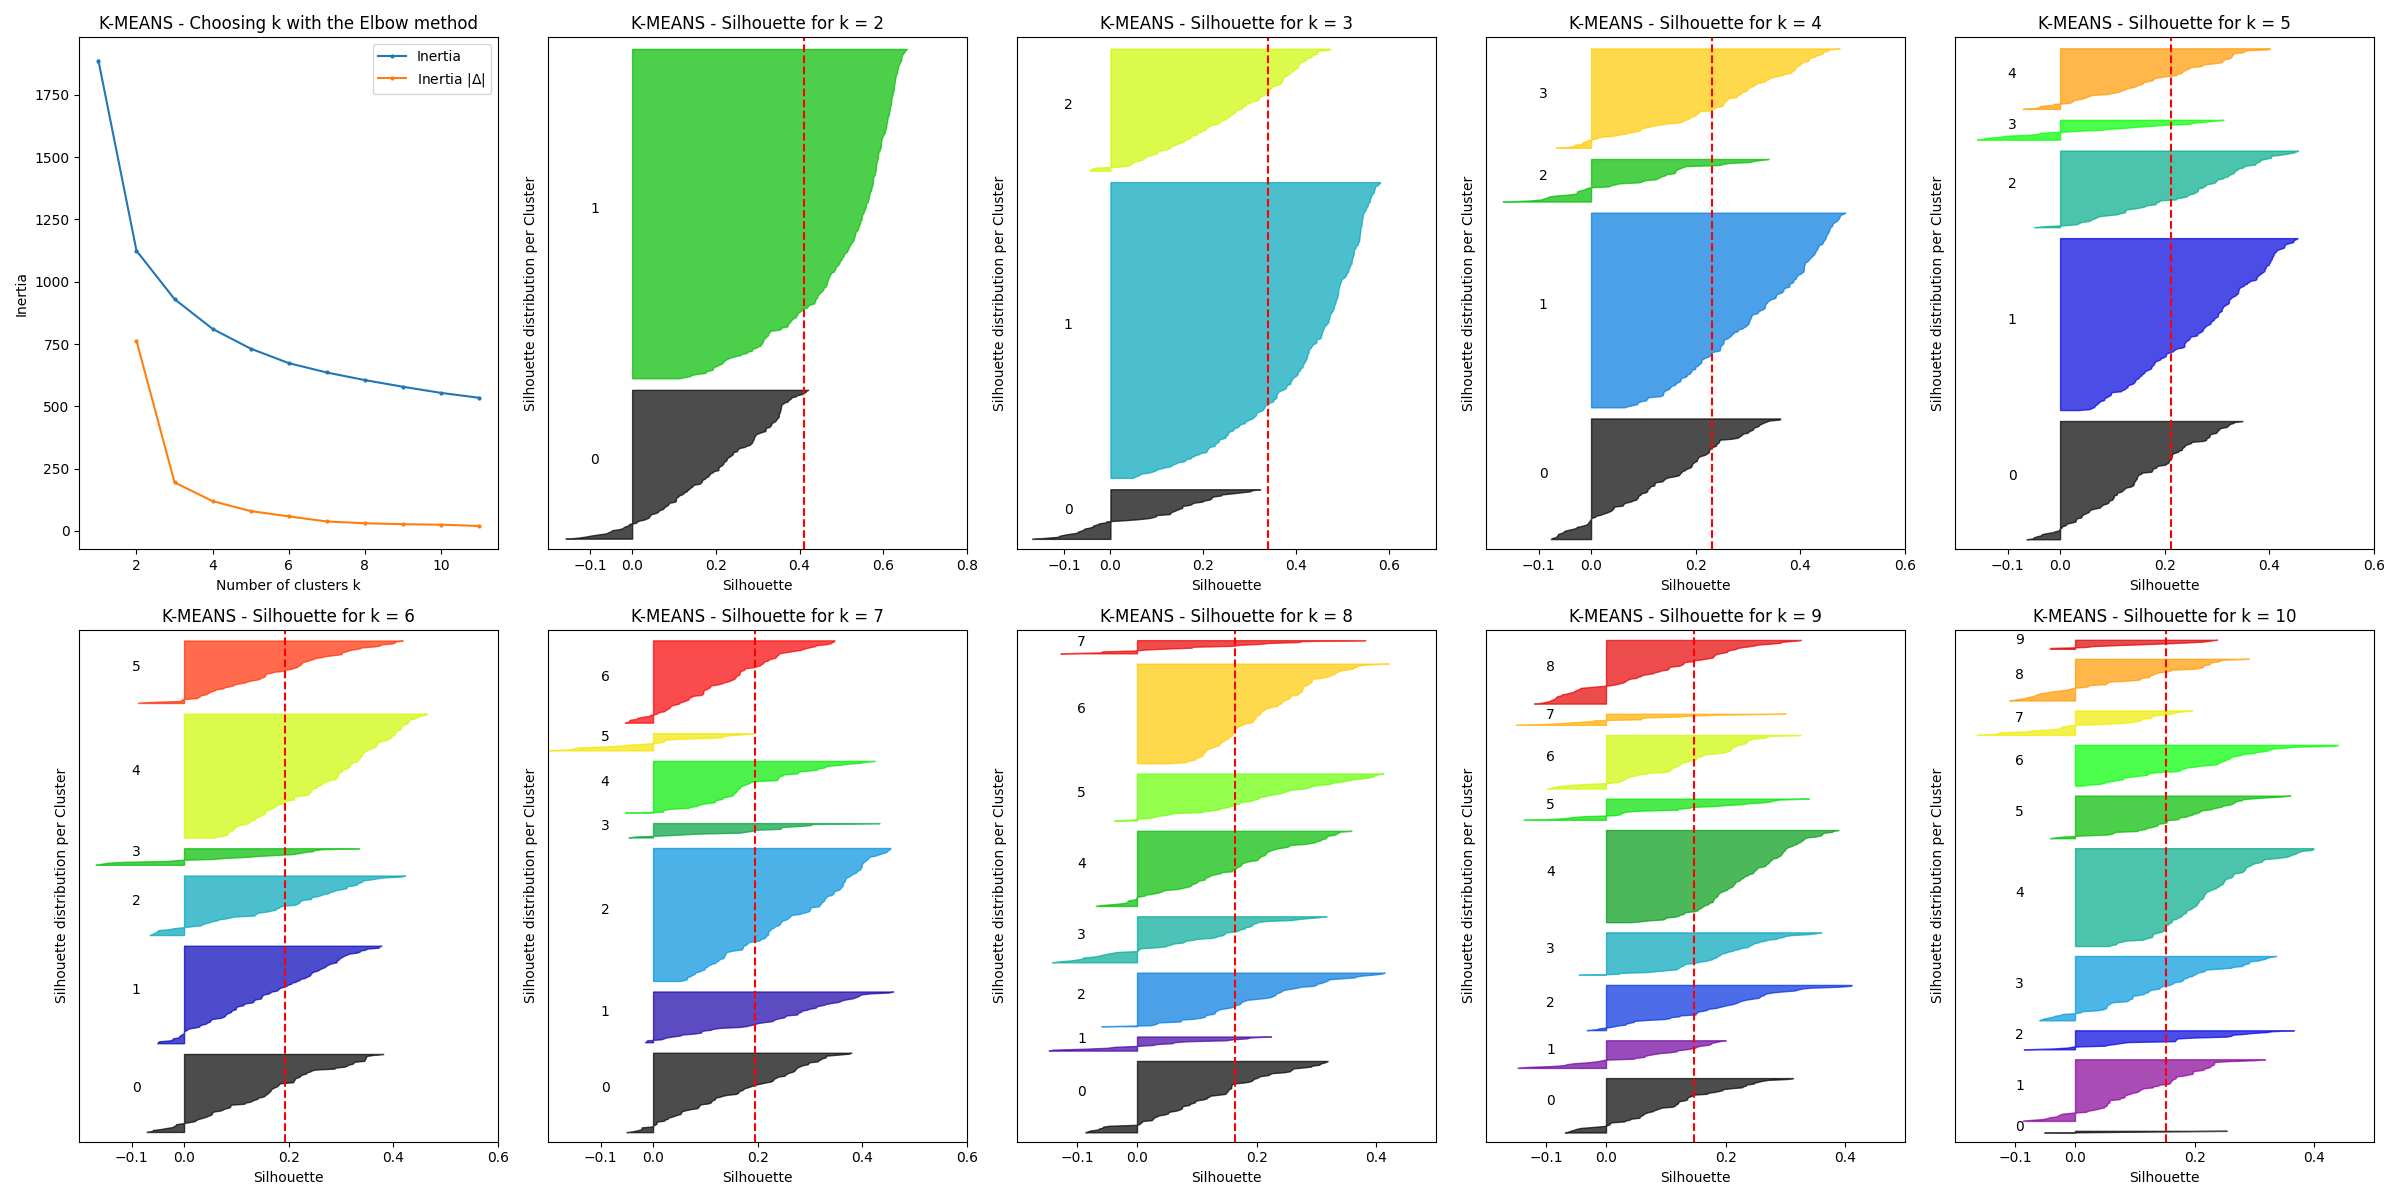 K-MEANS - Choosing k with the Elbow method
Inertia
Inertia |Δ|
1750
1500
1250
1000
750
500
250
0
Inertia
2 4 6 8 10
Number of clusters k
K-MEANS - Silhouette for k = 2
Silhouette distribution per Cluster
1
0
−0.1 0.0 0.2 0.4 0.6 0.8
Silhouette
K-MEANS - Silhouette for k = 3
Silhouette distribution per Cluster
2
1
0
−0.1 0.0 0.2 0.4 0.6
Silhouette
K-MEANS - Silhouette for k = 4
Silhouette distribution per Cluster
3
2
1
0
−0.1 0.0 0.2 0.4 0.6
Silhouette
K-MEANS - Silhouette for k = 5
Silhouette distribution per Cluster
4
3
2
1
0
−0.1 0.0 0.2 0.4 0.6
Silhouette
K-MEANS - Silhouette for k = 6
Silhouette distribution per Cluster
5
4
3
2
1
0
−0.1 0.0 0.2 0.4 0.6
Silhouette
K-MEANS - Silhouette for k = 7
Silhouette distribution per Cluster
6
5
4
3
2
1
0
−0.1 0.0 0.2 0.4 0.6
Silhouette
K-MEANS - Silhouette for k = 8
Silhouette distribution per Cluster
7
6
5
4
3
2
1
0
−0.1 0.0 0.2 0.4
Silhouette
K-MEANS - Silhouette for k = 9
Silhouette distribution per Cluster
8
7
6
5
4
3
2
1
0
−0.1 0.0 0.2 0.4
Silhouette
K-MEANS - Silhouette for k = 10
Silhouette distribution per Cluster
9
8
7
6
5
4
3
2
1
0
−0.1 0.0 0.2 0.4
Silhouette